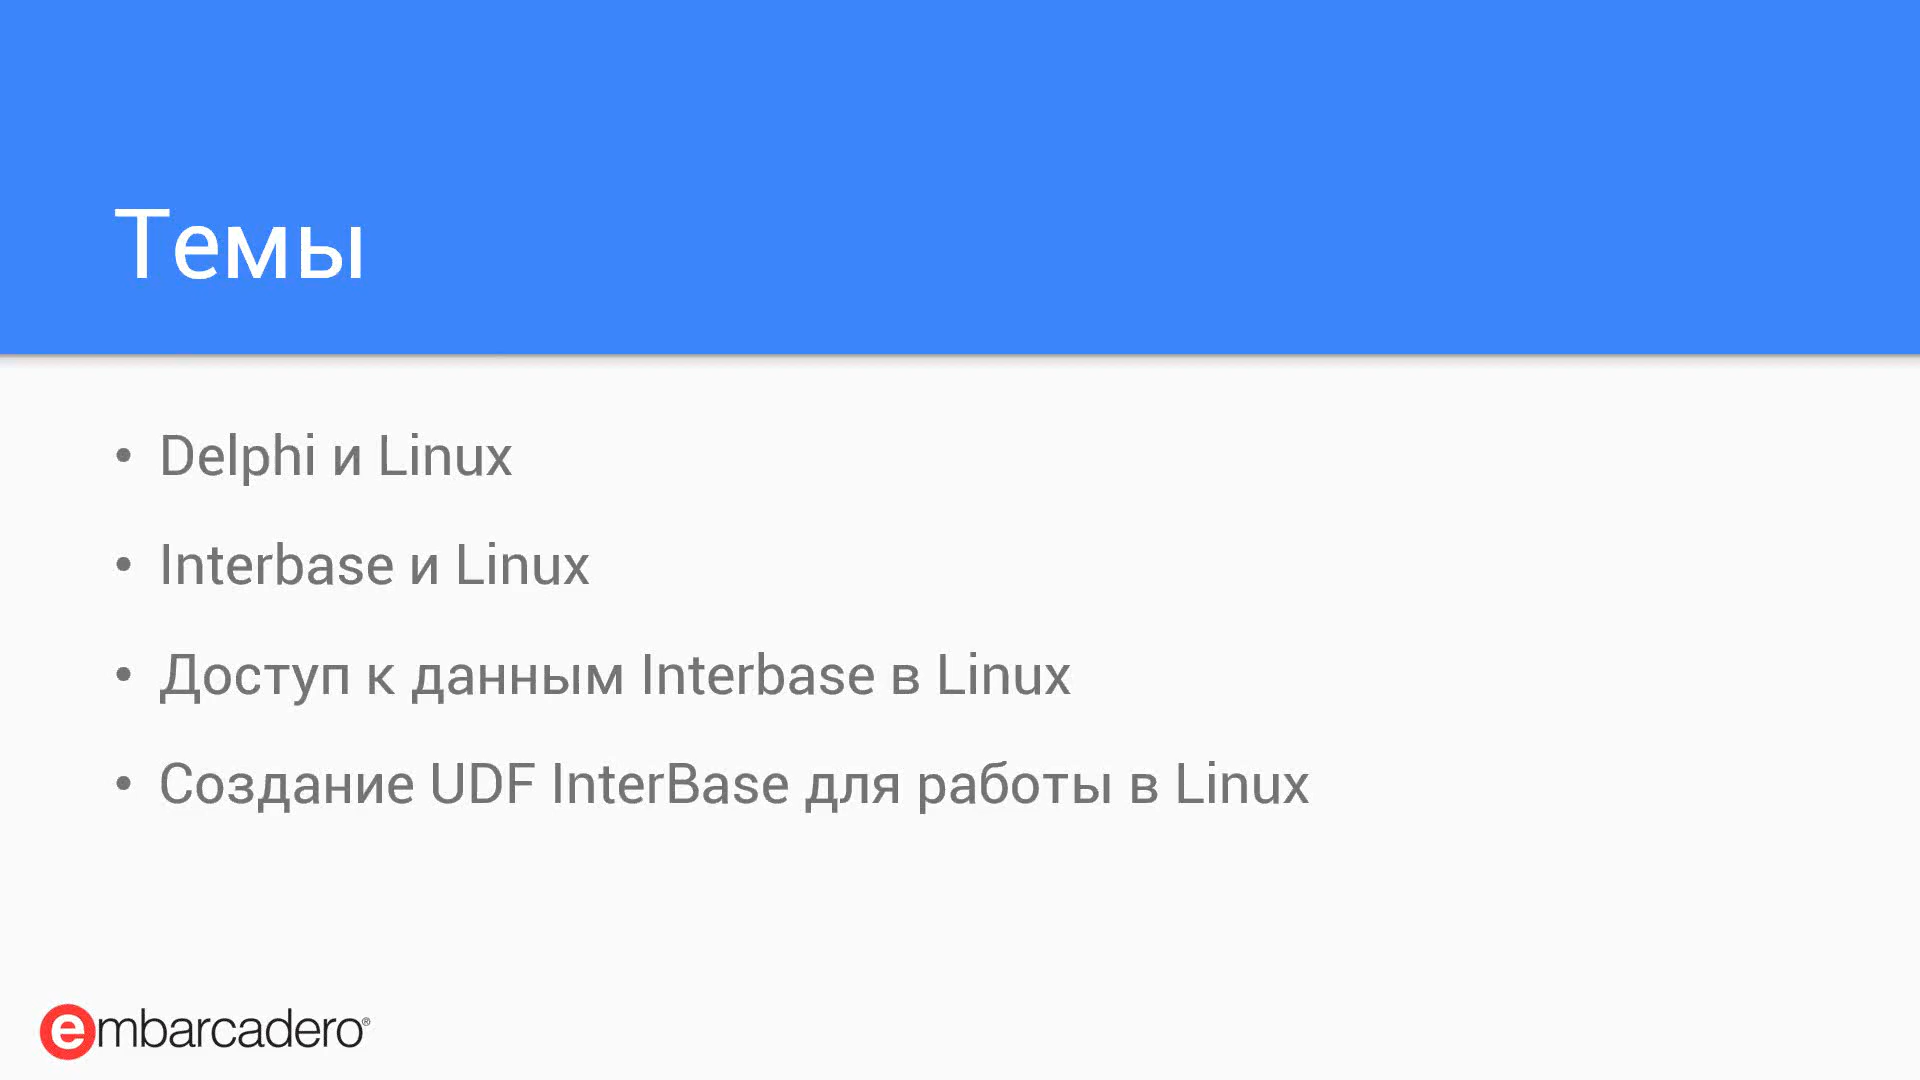 Темы
• Delphi и Linux
• Interbase и Linux
• Доступ к данным Interbase в Linux
• Создание UDF InterBase для работы в Linux
embarcadero®